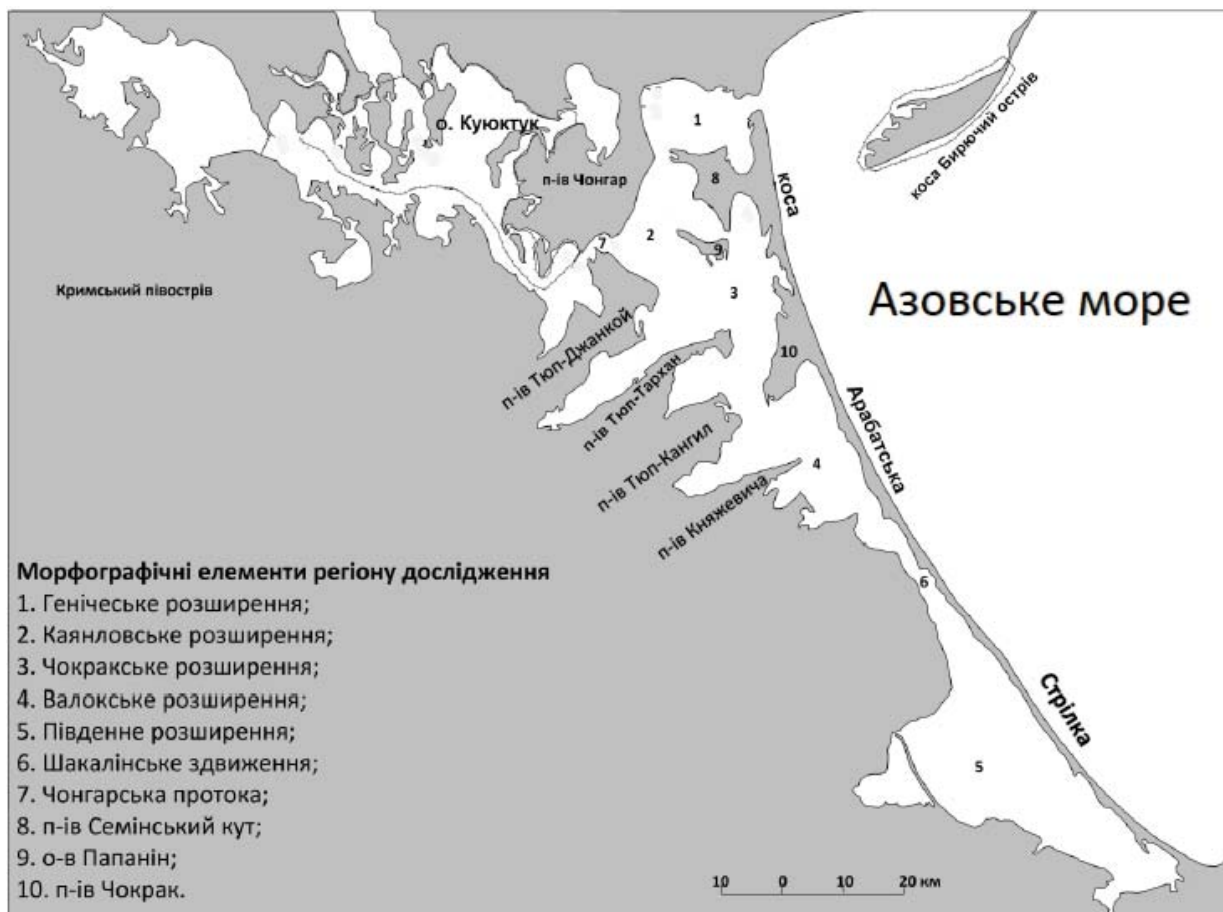 о. Куюктук
п-ів Чонгар
Кримський півострів
1
8
2
9
7
3
10
4
6
5
коса
коса Бирючий острів
Азовське море
п-ів Тюп-Джанкой
п-ів Тюп-Тархан
п-ів Тюп-Кангил
п-ів Княжевича
Арабатська
Стрілка
Морфографічні елементи регіону дослідження
1. Генічеське розширення;
2. Каянловське розширення;
3. Чокракське розширення;
4. Валокське розширення;
5. Південне розширення;
6. Шакалінське здвиження;
7. Чонгарська протока;
8. п-ів Семінський кут;
9. о-в Папанін;
10. п-ів Чокрак.
10 0 10 20 км